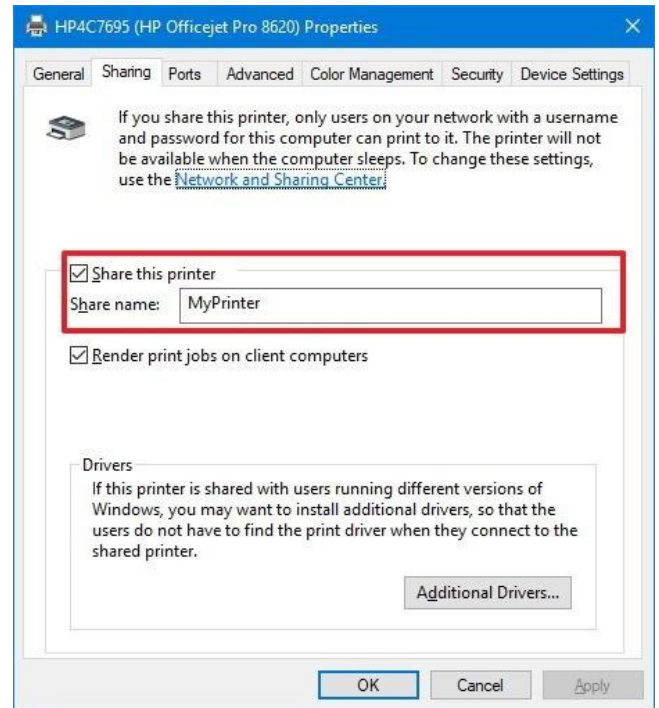 HP4C7695 (HP Officejet Pro 8620) Properties
General Sharing Ports Advanced Color Management Security Device Settings
If you share this printer, only users on your network with a username
and password for this computer can print to it. The printer will not
be available when the computer sleeps. To change these settings,
use the Network and Sharing Center.
Share this printer
Share name: MyPrinter
Render print jobs on client computers
Drivers
If this printer is shared with users running different versions of
Windows, you may want to install additional drivers, so that the
users do not have to find the print driver when they connect to the
shared printer.
Additional Drivers...
OK Cancel Apply